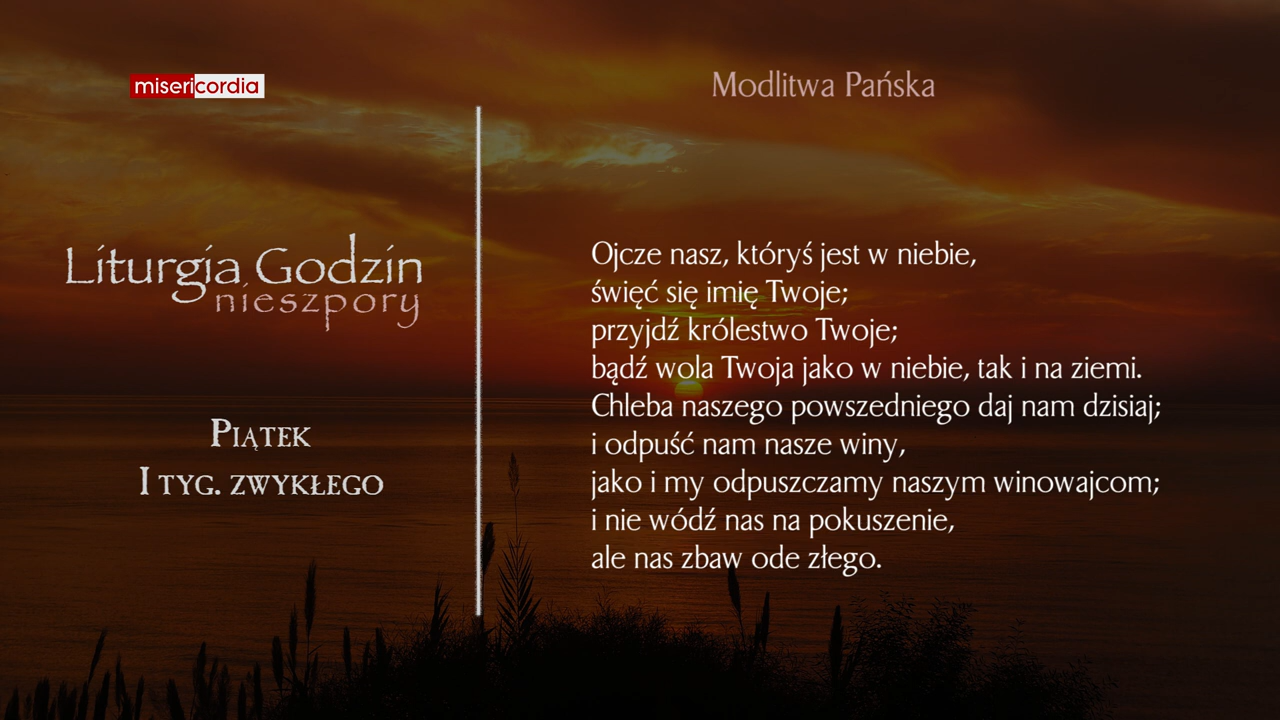 misericordia
Liturgia Godzin
nieszpory
Piątek
I tyg. zwykłego
Modlitwa Pańska
Ojcze nasz, któryś jest w niebie,
święć się imię Twoje;
przyjdź królestwo Twoje;
bądź wola Twoja jako w niebie, tak i na ziemi.
Chleba naszego powszedniego daj nam dzisiaj;
i odpuść nam nasze winy,
jako i my odpuszczamy naszym winowajcom;
i nie wódź nas na pokuszenie,
ale nas zbaw ode złego.